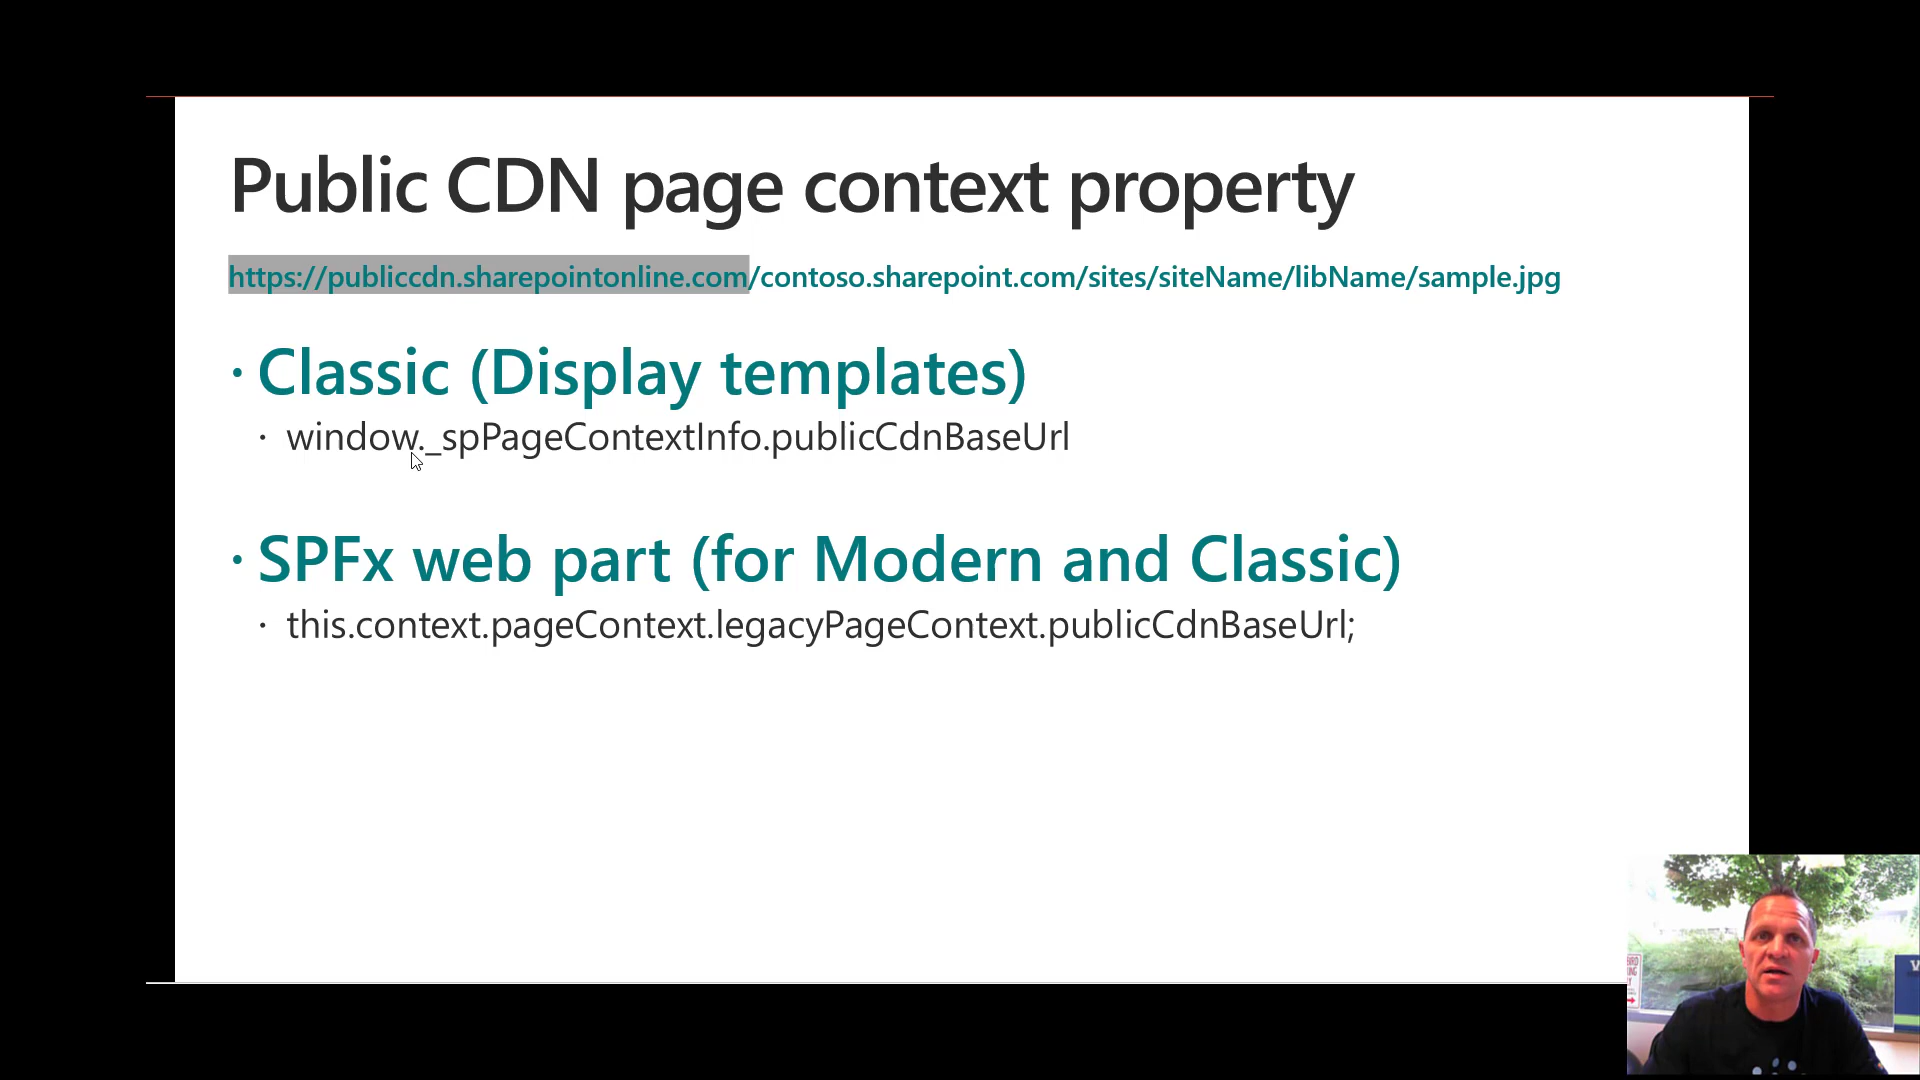 Public CDN page context property
https://publiccdn.sharepointonline.com/contoso.sharepoint.com/sites/siteName/libName/sample.jpg
· Classic (Display templates)
· window._spPageContextInfo.publicCdnBaseUrl
· SPFx web part (for Modern and Classic)
· this.context.pageContext.legacyPageContext.publicCdnBaseUrl;